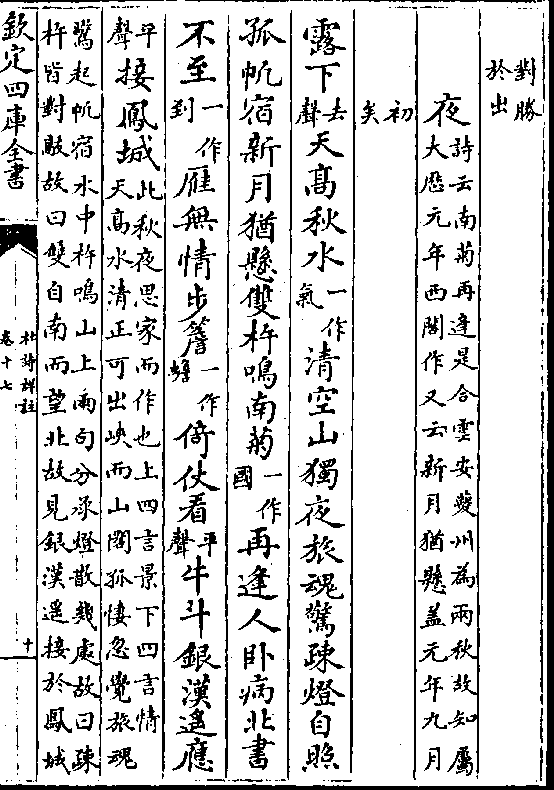 對勝
於出
夜
詩云南菊再逢是合雲安夔州為兩秋故知屬
大厯元年西閣作又云新月猶懸葢元年九月
初
矣
露下去聲天髙秋水一作氣清空山獨夜旅魂驚疎燈自照
孤帆宿新月猶懸雙杵鳴南菊一作國再逢人卧病北書
不至一作到雁無情步簷一作蟾倚仗看平聲牛斗銀漢遥應
平聲接鳳城
此秋夜思家而作也上四言景下四言情
天髙水清正可出峽而山閣孤悽忽覺旅魂
驚起帆宿水中杵鳴山上兩句分承燈散幾處故曰疎
杵皆對敲故曰雙自南而望北故見銀漢遥接於鳳城
欽定四庫全書
杜詩詳註
卷十七
十